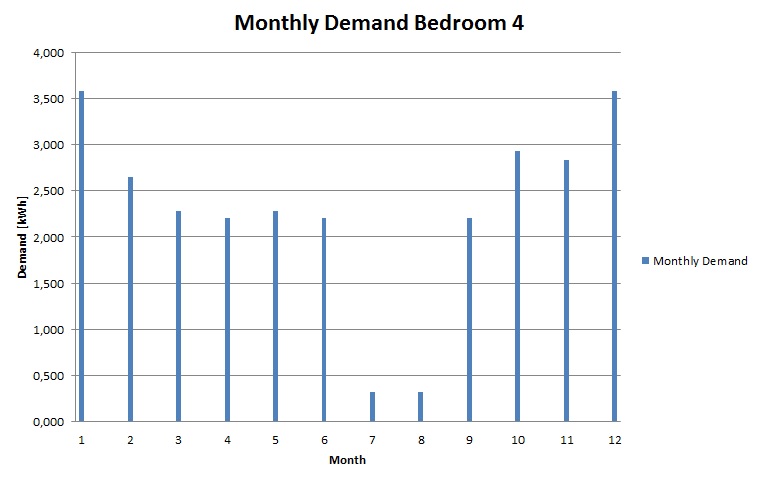 Monthly Demand Bedroom 4
4,000
3,500
3,000
2,500
2,000
1,500
1,000
0,500
0,000
Demand [kWh]
1 2 3 4 5 6 7 8 9 10 11 12
Month
Monthly Demand